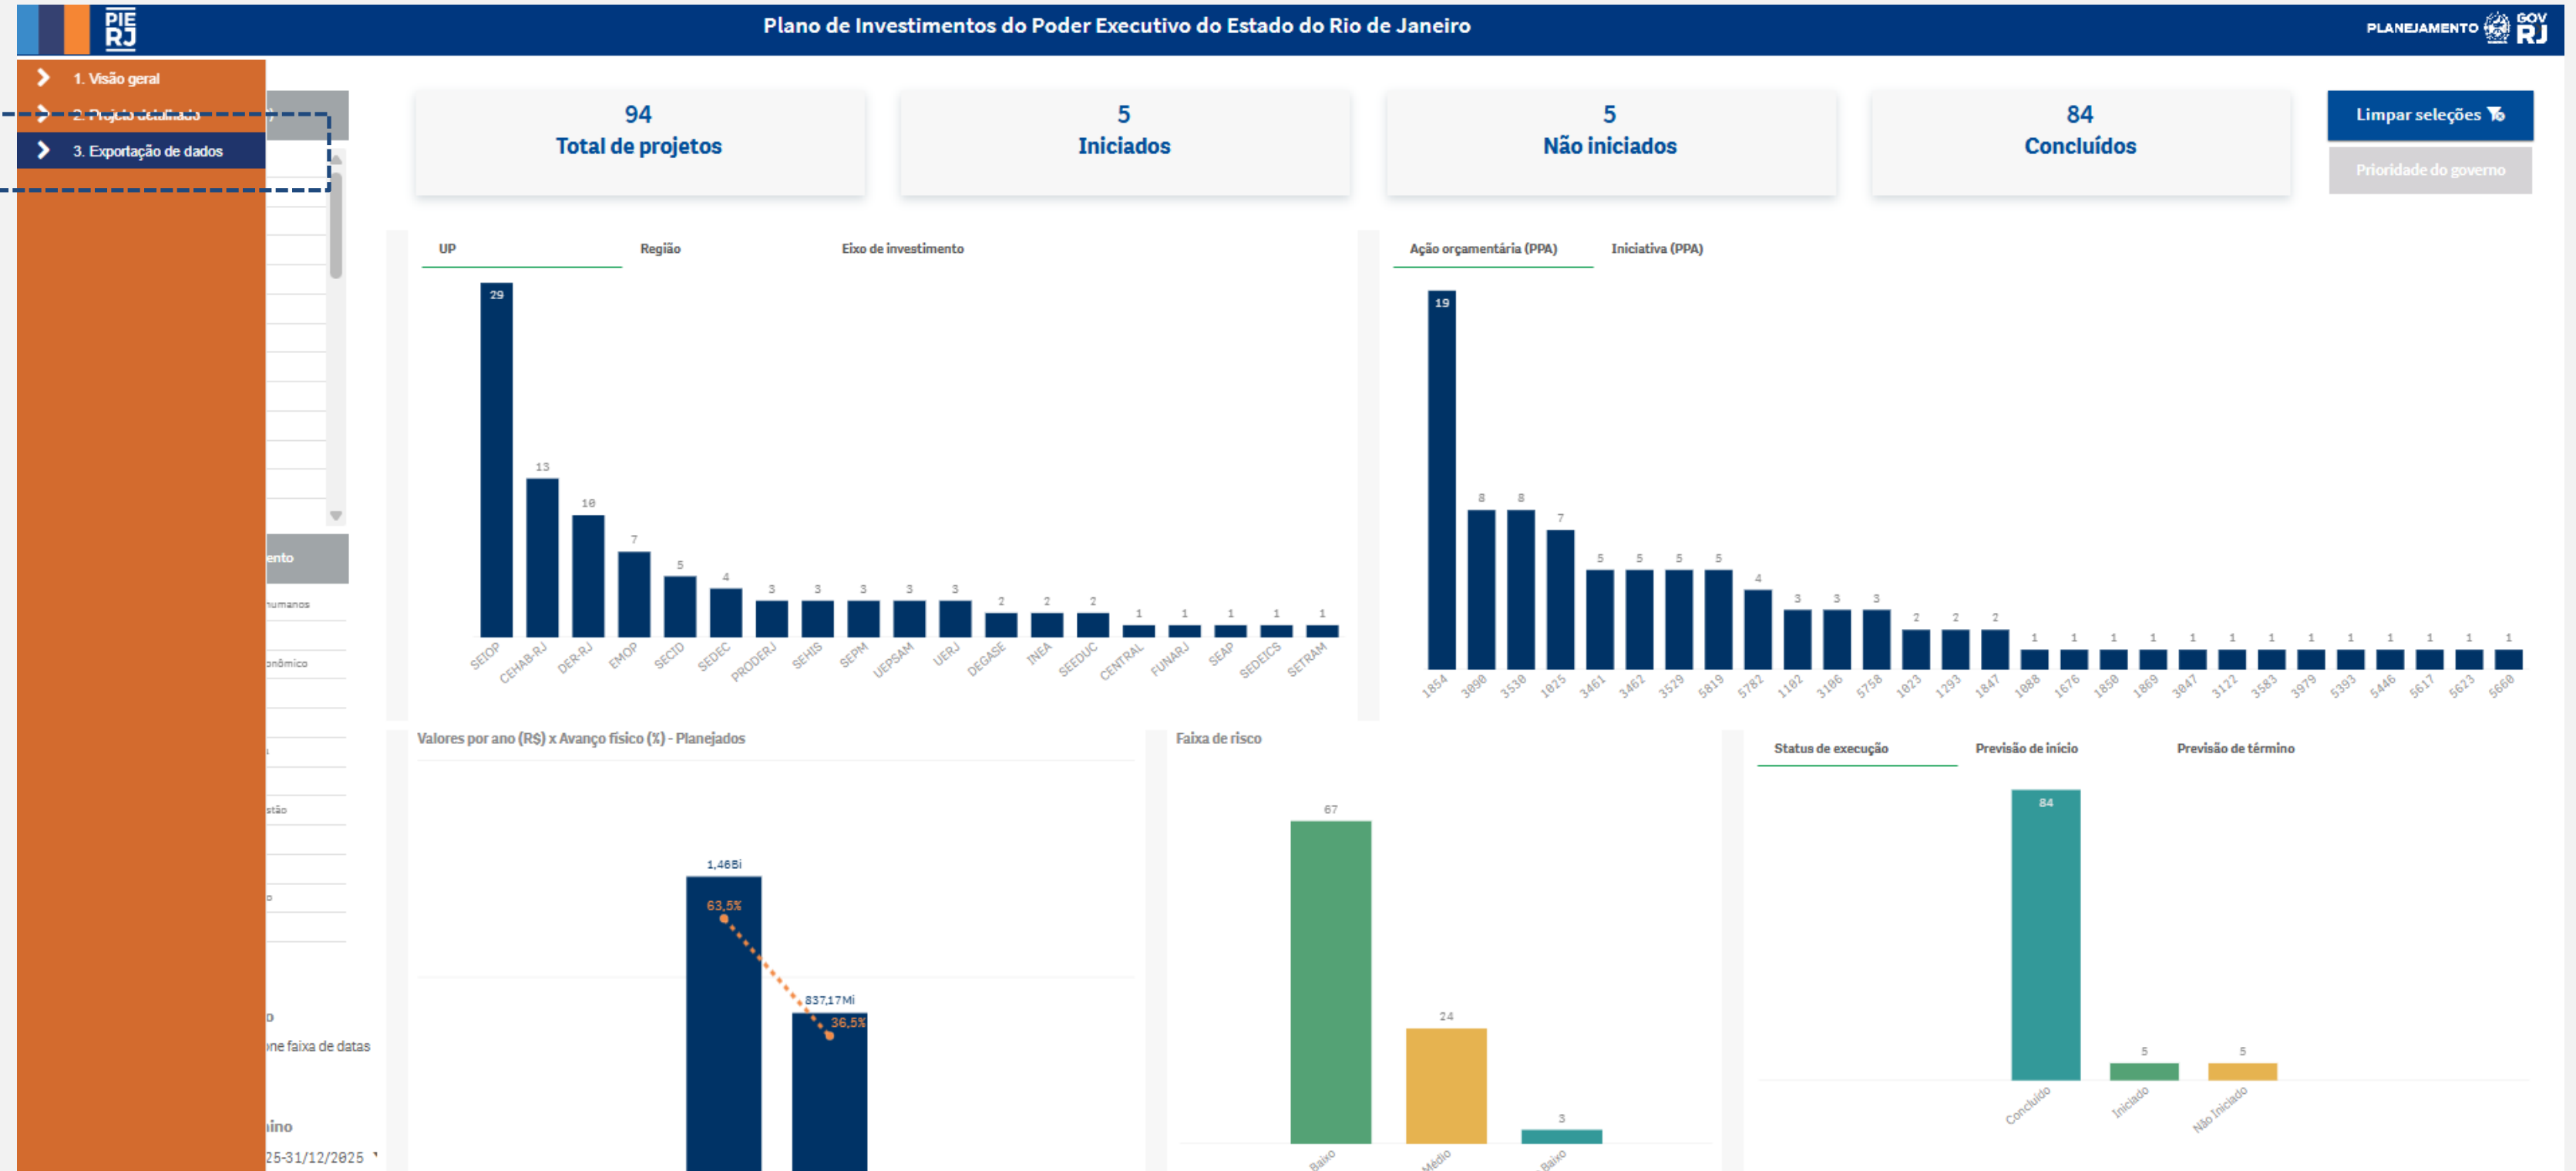 PIE
RJ
Plano de Investimentos do Poder Executivo do Estado do Rio de Janeiro
PLANEJAMENTO
GOV
RJ
1. Visão geral
2. Projeto detalhado
3. Exportação de dados
ento
humanos
onômico
stão
one faixa de datas
25-31/12/2025
94
Total de projetos
5
Iniciados
5
Não iniciados
84
Concluídos
Limpar seleções
Prioridade do governo
UP Região Eixo de investimento
29 13 10 7 5 4 3 3 3 3 3 2 2 2 1 1 1 1 1
SEIOP CEHAB-RJ DER-RJ EMOP SECID SEDEC PRODERJ SEHIS SEPM UEPSAM UERJ DEGASE INEA SEEDUC CENTRAL FUNARJ SEAP SEDEICS SETRAM
Ação orçamentária (PPA) Iniciativa (PPA)
19 8 8 7 5 5 5 5 4 3 3 3 2 2 2 1 1 1 1 1 1 1 1 1 1 1 1 1
1854 3090 3530 1025 3461 3462 3529 5819 5782 1102 3106 5758 1023 1293 1847 1088 1676 1850 1869 3047 3122 3583 3979 5393 5446 5617 5623 5660
Valores por ano (R$) x Avanço físico (%) - Planejados
1,46Bi
63,5%
837,17Mi
36,5%
Faixa de risco
67
24
3
Baixo Médio Baixo
Status de execução Previsão de início Previsão de término
84
5 5
Concluído Iniciado Não Iniciado